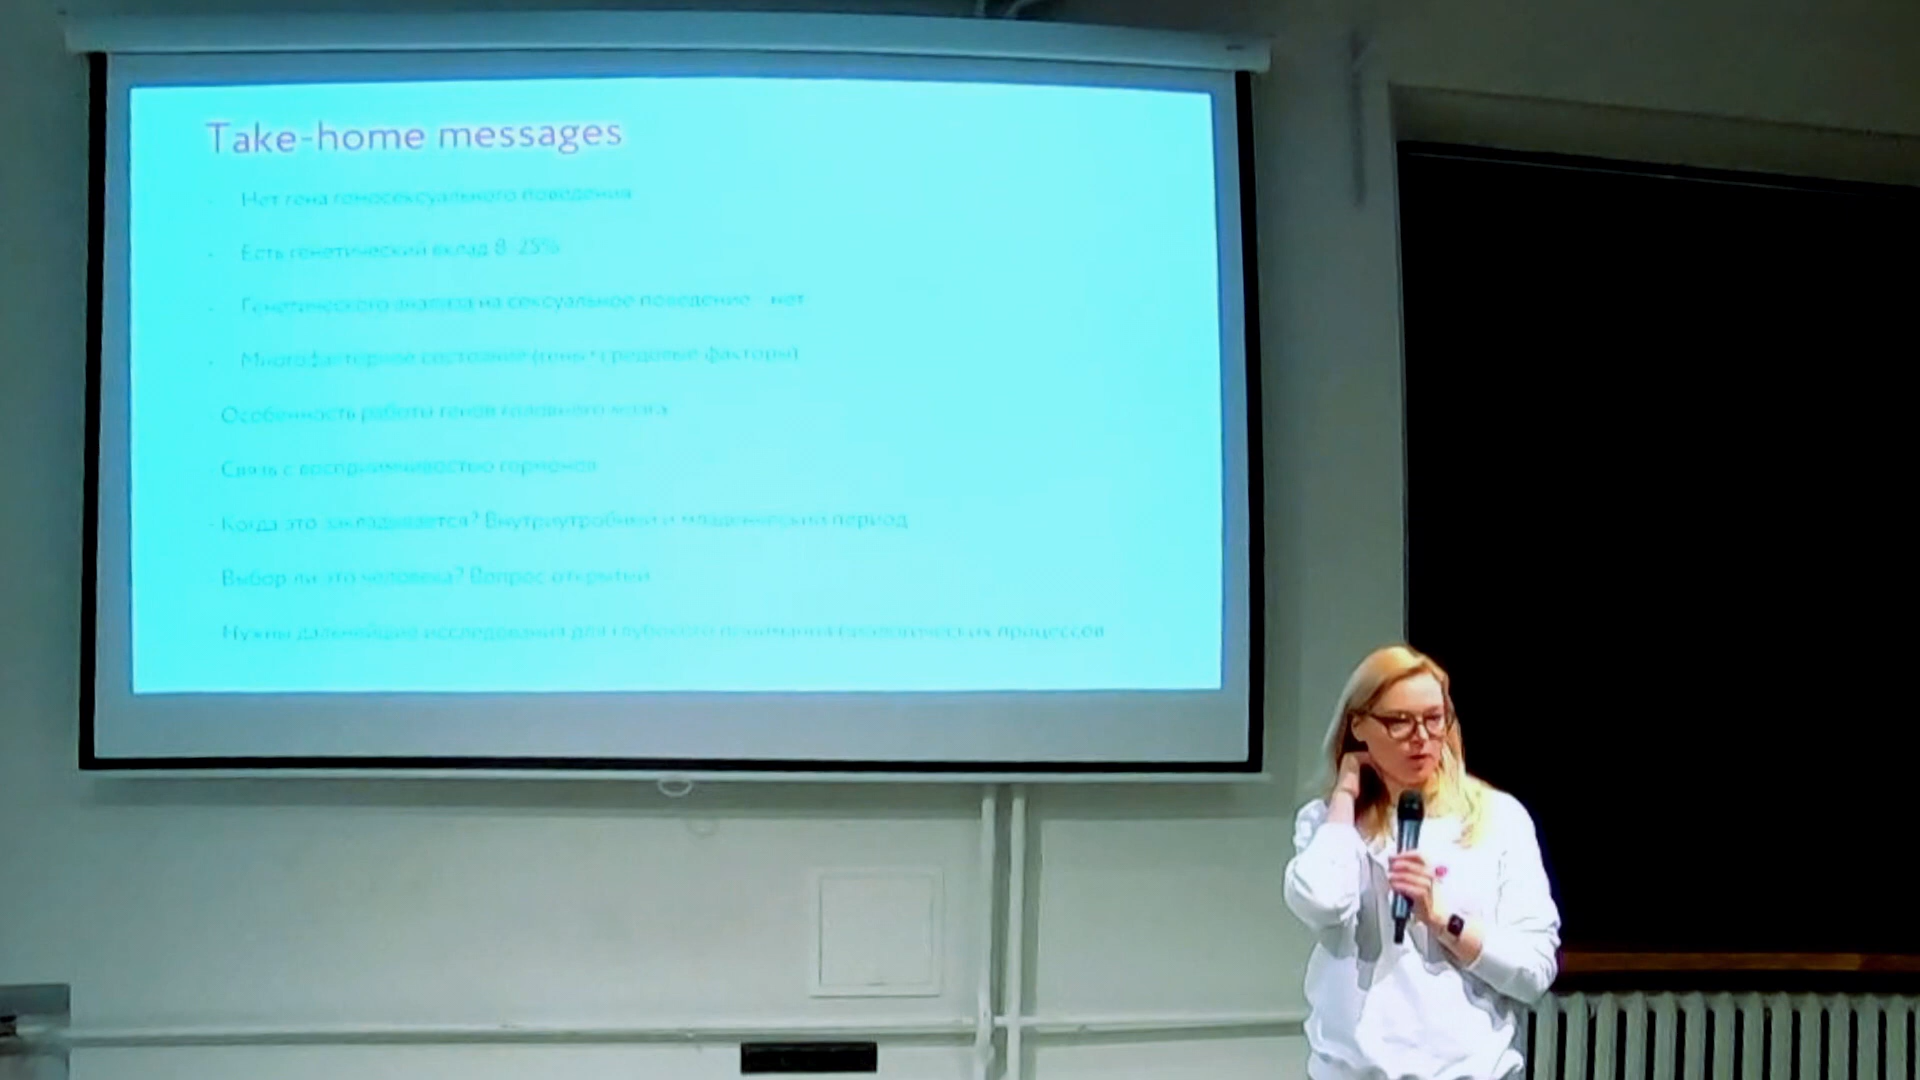 Take-home messages
- Нет гена гомосексуального поведения
- Есть генетический вклад 8-25%
- Генетического анализа на сексуальное поведение - нет
- Многофакторное состояние (гены+средовые факторы)
- Особенность работы генов головного мозга
- Связь с восприимчивостью гормонов
- Когда это закладывается? Внутриутробный и младенческий период
- Выбор ли это человека? Вопрос открытый
Нужны дальнейшие исследования для глубокого понимания биологических процессов